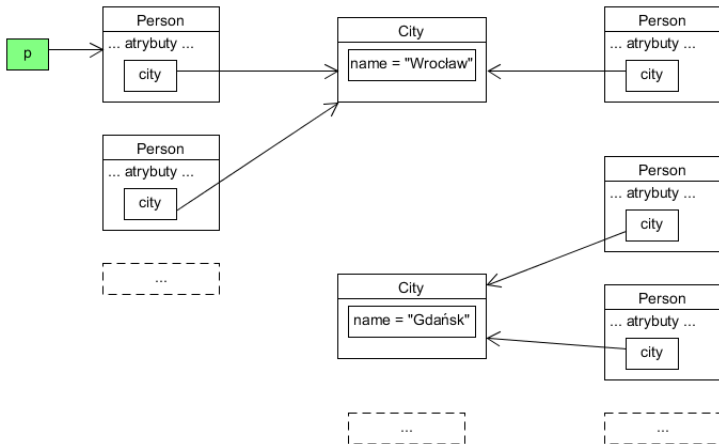 p
Person
... atrybuty ...
city
Person
... atrybuty ...
city
...
City
name = "Wrocław"
City
name = "Gdańsk"
...
Person
... atrybuty ...
city
Person
... atrybuty ...
city
Person
... atrybuty ...
city
...